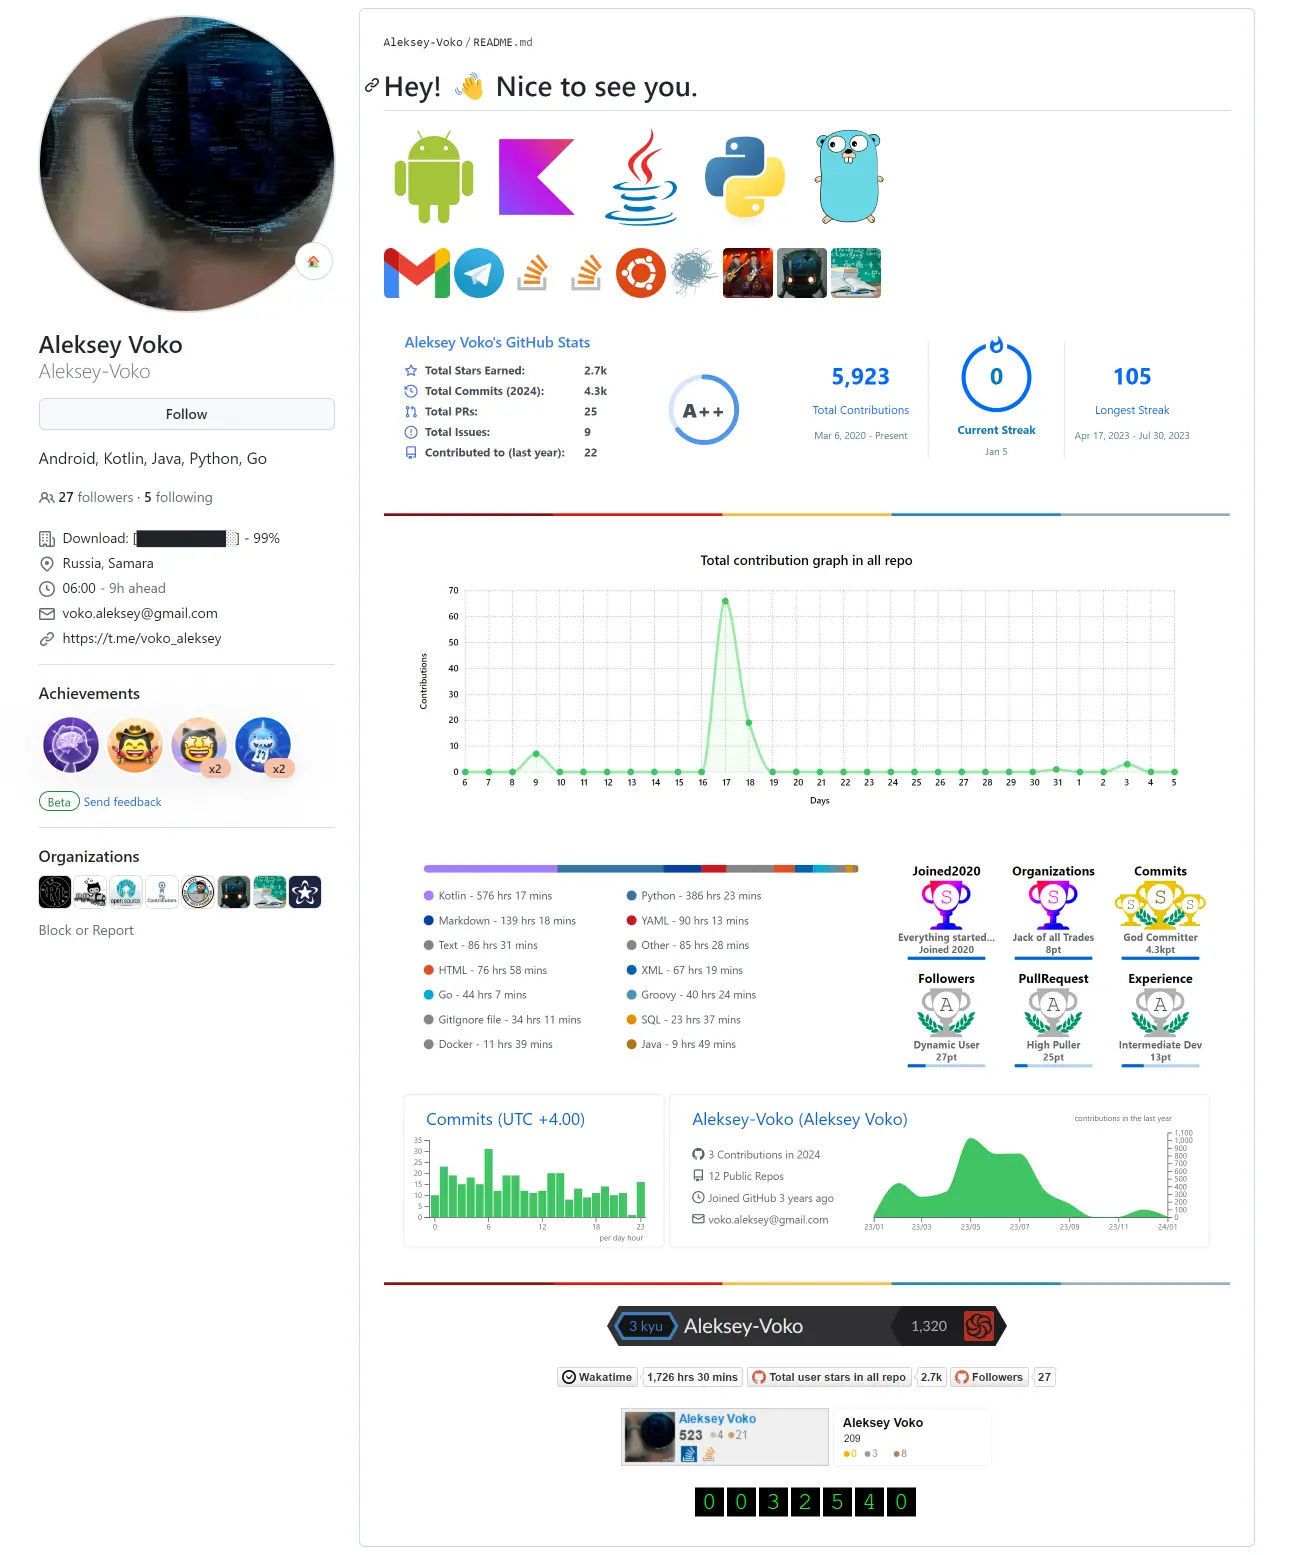 Aleksey Voko
Aleksey-Voko
Follow
Android, Kotlin, Java, Python, Go
27 followers · 5 following
Download: [██████████░] - 99%
Russia, Samara
06:00 - 9h ahead
voko.aleksey@gmail.com
https://t.me/voko_aleksey
Achievements
x2
x2
Beta Send feedback
Organizations
Block or Report
Aleksey-Voko / README.md
Hey! 👋 Nice to see you.
Aleksey Voko's GitHub Stats
Total Stars Earned: 2.7k
Total Commits (2024): 4.3k
Total PRs: 25
Total Issues: 9
Contributed to (last year): 22
A++
5,923
Total Contributions
Mar 6, 2020 - Present
0
Current Streak
Jan 5
105
Longest Streak
Apr 17, 2023 - Jul 30, 2023
Total contribution graph in all repo
Contributions
70
60
50
40
30
20
10
0
6 7 8 9 10 11 12 13 14 15 16 17 18 19 20 21 22 23 24 25 26 27 28 29 30 31 1 2 3 4 5
Days
Kotlin - 576 hrs 17 mins
Python - 386 hrs 23 mins
Markdown - 139 hrs 18 mins
YAML - 90 hrs 13 mins
Text - 86 hrs 31 mins
Other - 85 hrs 28 mins
HTML - 76 hrs 58 mins
XML - 67 hrs 19 mins
Go - 44 hrs 7 mins
Groovy - 40 hrs 24 mins
GitIgnore file - 34 hrs 11 mins
SQL - 23 hrs 37 mins
Docker - 11 hrs 39 mins
Java - 9 hrs 49 mins
Joined2020
S
Everything started...
Joined 2020
Organizations
S
Jack of all Trades
8pt
Commits
S S S
God Committer
4.3kpt
Followers
A
Dynamic User
27pt
PullRequest
A
High Puller
25pt
Experience
A
Intermediate Dev
13pt
Commits (UTC +4.00)
35
30
25
20
15
10
5
0
0 6 12 18 23
per day hour
Aleksey-Voko (Aleksey Voko)
contributions in the last year
3 Contributions in 2024
12 Public Repos
Joined GitHub 3 years ago
voko.aleksey@gmail.com
1,100
1,000
900
800
700
600
500
400
300
200
100
0
23/01 23/03 23/05 23/07 23/09 23/11 24/01
3 kyu Aleksey-Voko 1,320
Wakatime 1,726 hrs 30 mins Total user stars in all repo 2.7k Followers 27
Aleksey Voko
523 4 21
Aleksey Voko
209
0 3 8
0 0 3 2 5 4 0